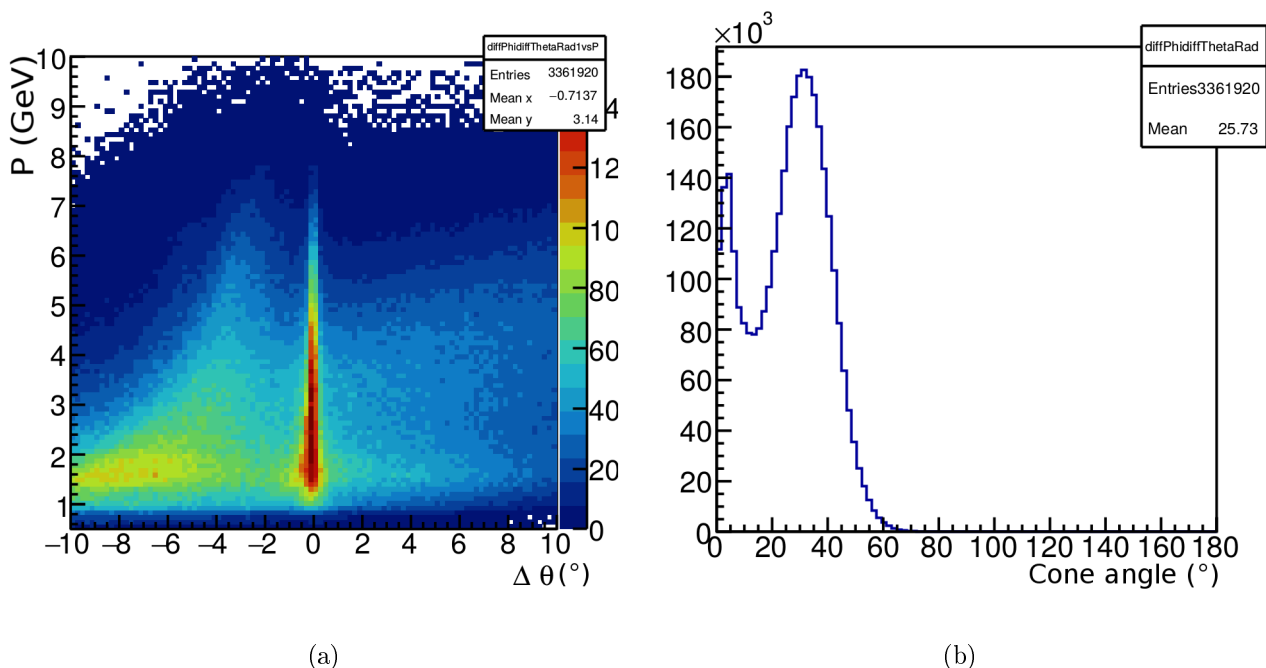 diffPhidiffThetaRad1vsP
Entries 3361920
Mean x −0.7137
Mean y 3.14
P (GeV)
10
9
8
7
6
5
4
3
2
1
−10 −8 −6 −4 −2 0 2 4 6 8 10
Δ θ(°)
4
12
10
80
60
40
20
0
(a)
×10³
diffPhidiffThetaRad
Entries3361920
Mean 25.73
180
160
140
120
100
80
60
40
20
0
0 20 40 60 80 100 120 140 160 180
Cone angle (°)
(b)